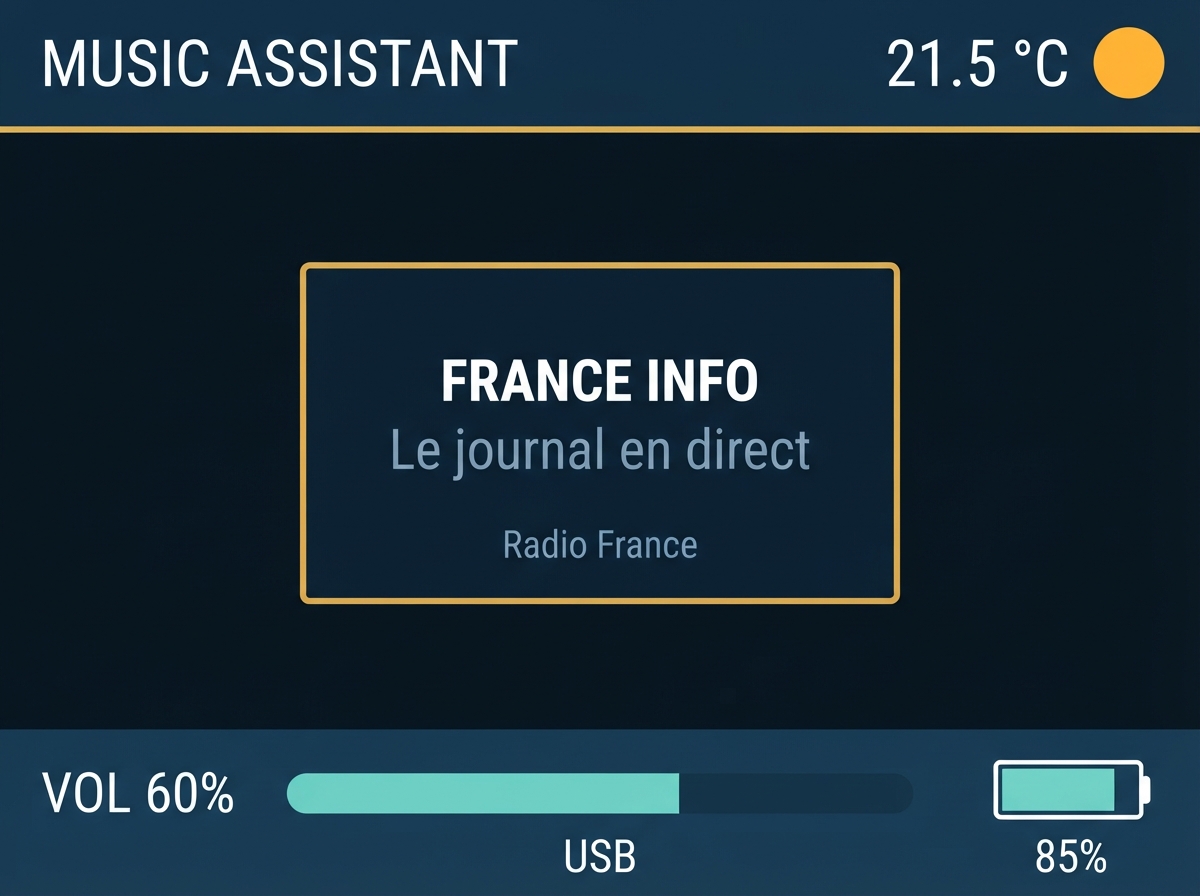 MUSIC ASSISTANT
21.5 °C
FRANCE INFO
Le journal en direct
Radio France
VOL 60%
USB
85%